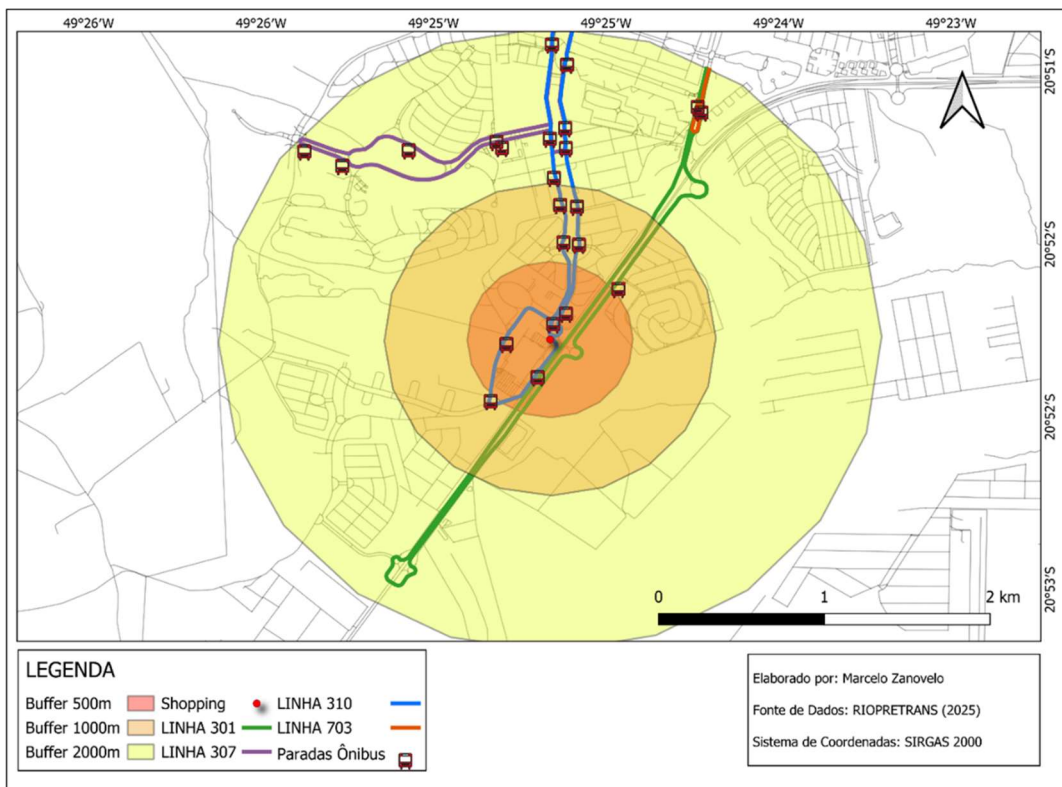 49°26'W 49°26'W 49°25'W 49°25'W 49°24'W 49°23'W
20°51'S
20°52'S
20°52'S
20°53'S
0 1 2 km
LEGENDA
Buffer 500m Shopping LINHA 310
Buffer 1000m LINHA 301 LINHA 703
Buffer 2000m LINHA 307 Paradas Ônibus
Elaborado por: Marcelo Zanovelo
Fonte de Dados: RIOPRETRANS (2025)
Sistema de Coordenadas: SIRGAS 2000